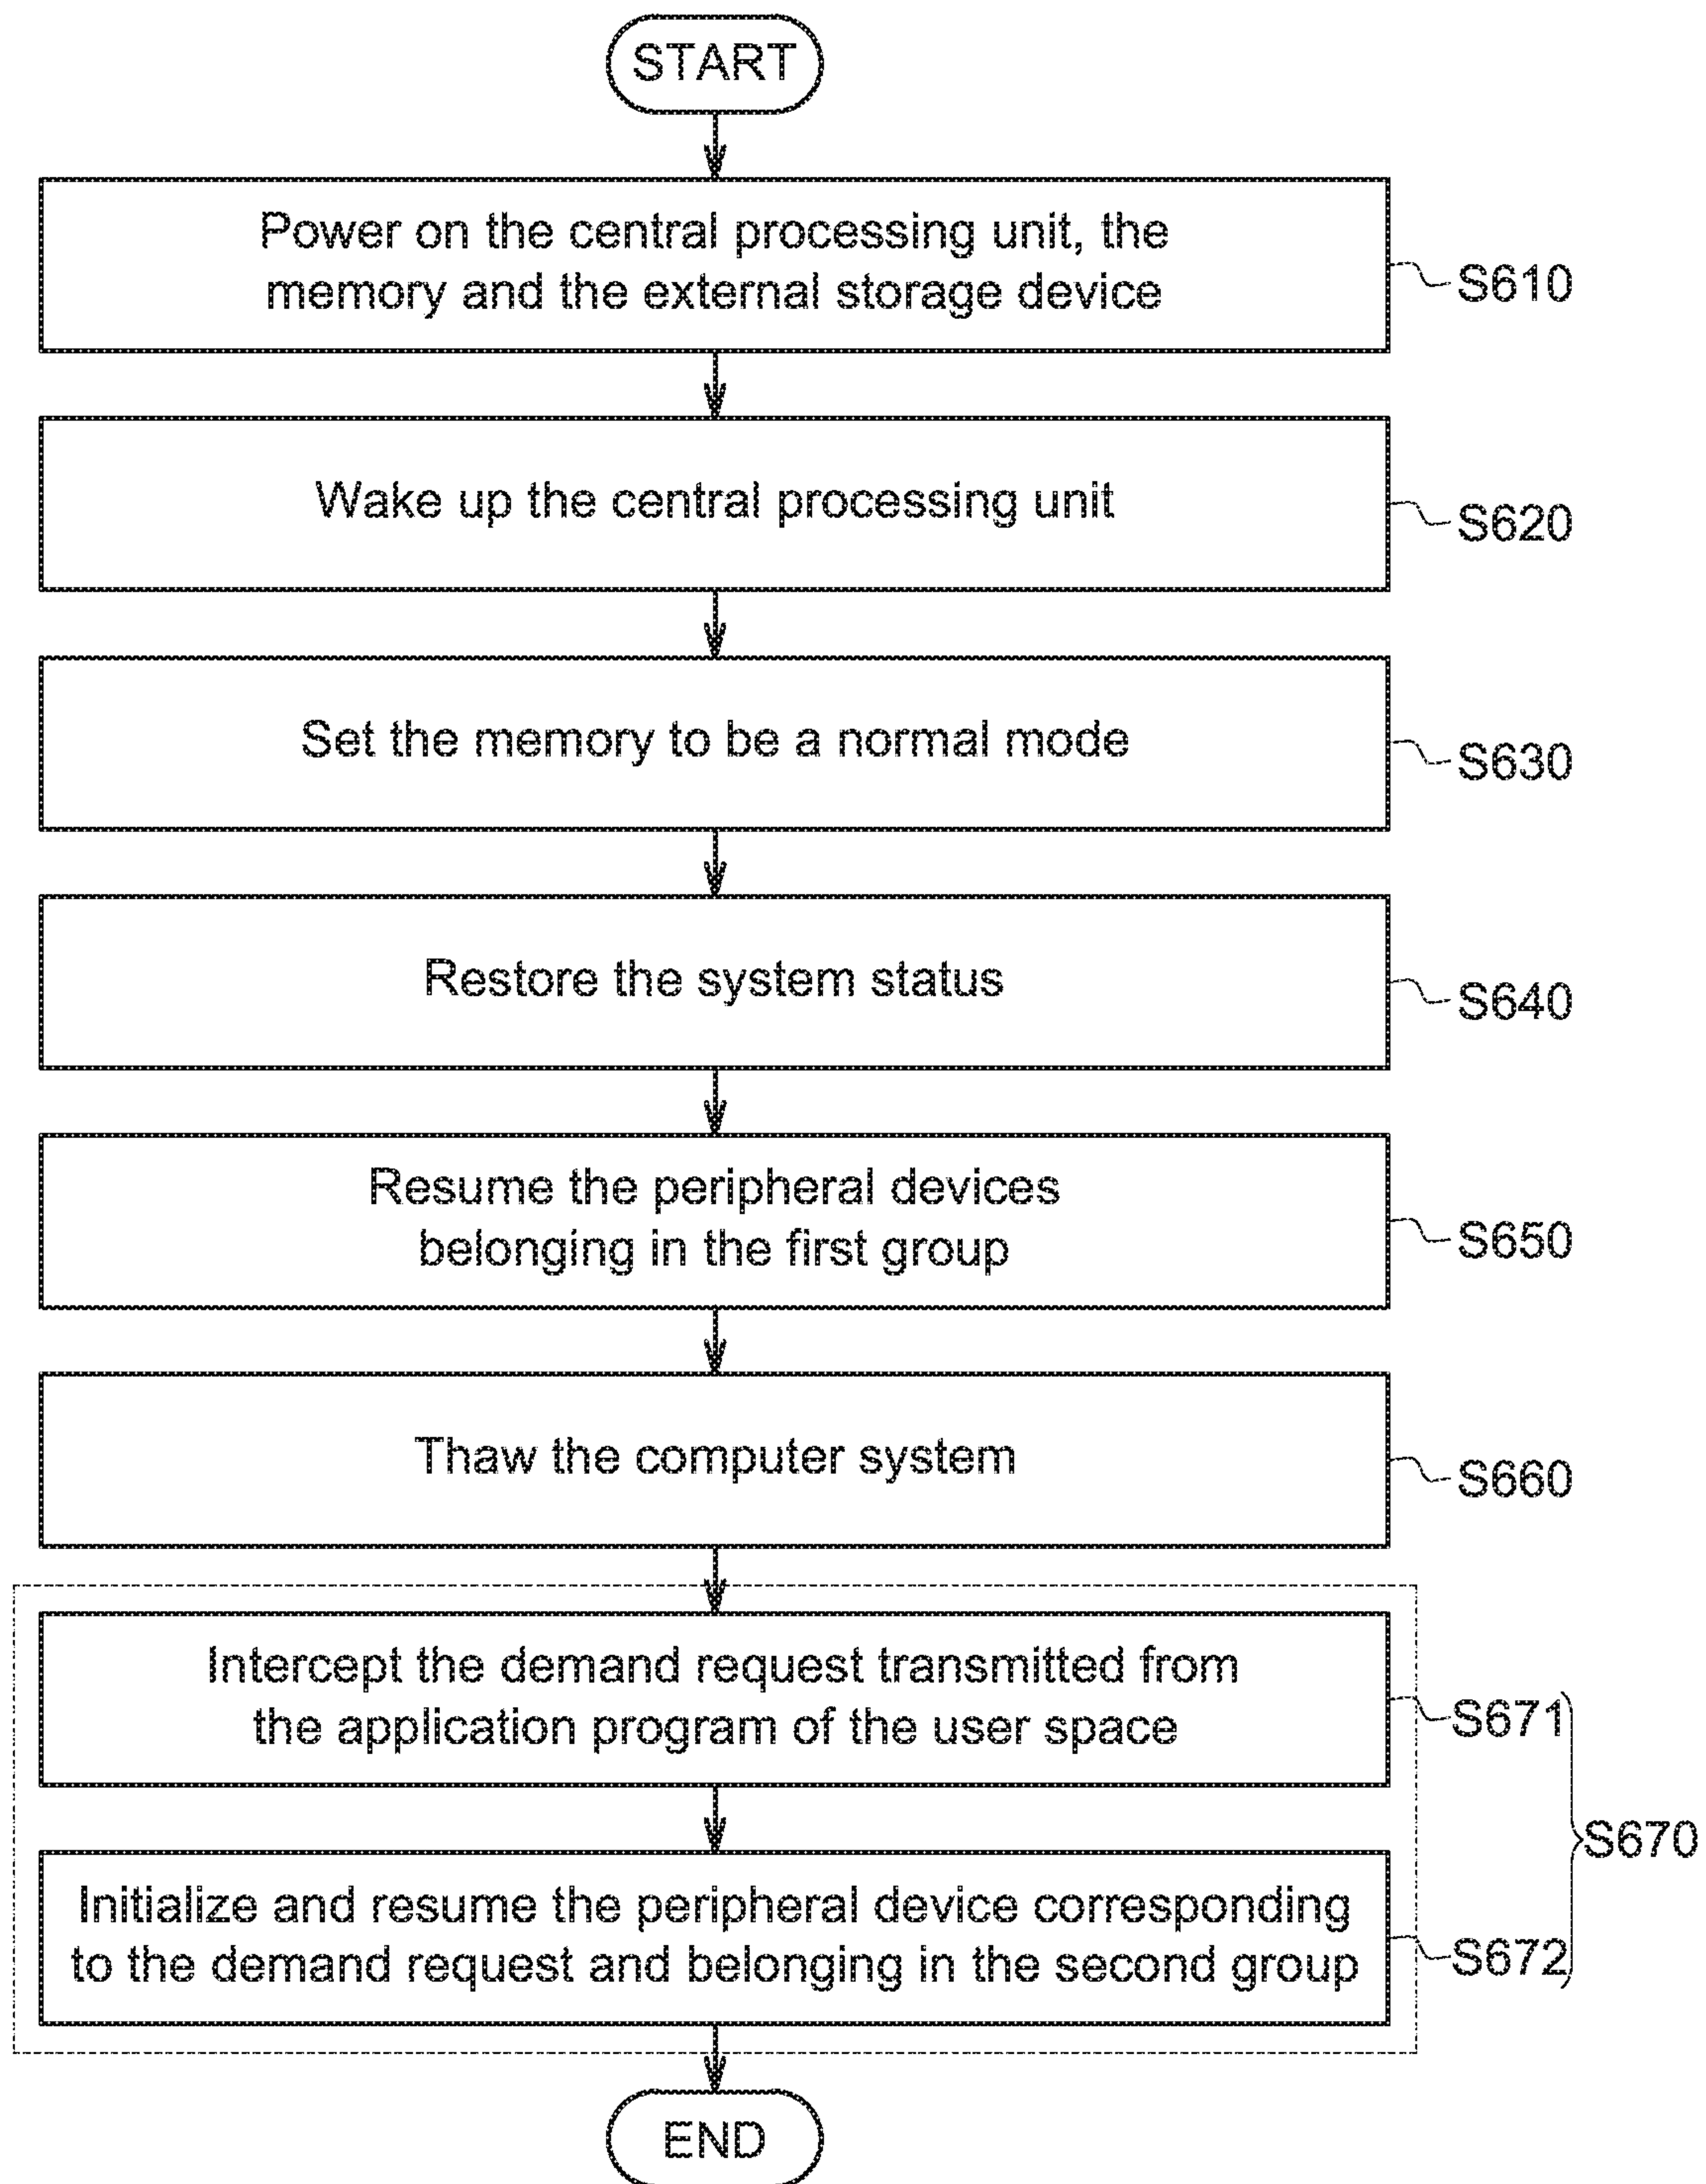 START
Power on the central processing unit, the
memory and the external storage device
S610
Wake up the central processing unit
S620
Set the memory to be a normal mode
S630
Restore the system status
S640
Resume the peripheral devices
belonging in the first group
S650
Thaw the computer system
S660
Intercept the demand request transmitted from
the application program of the user space
S671
S670
Initialize and resume the peripheral device corresponding
to the demand request and belonging in the second group
S672
END